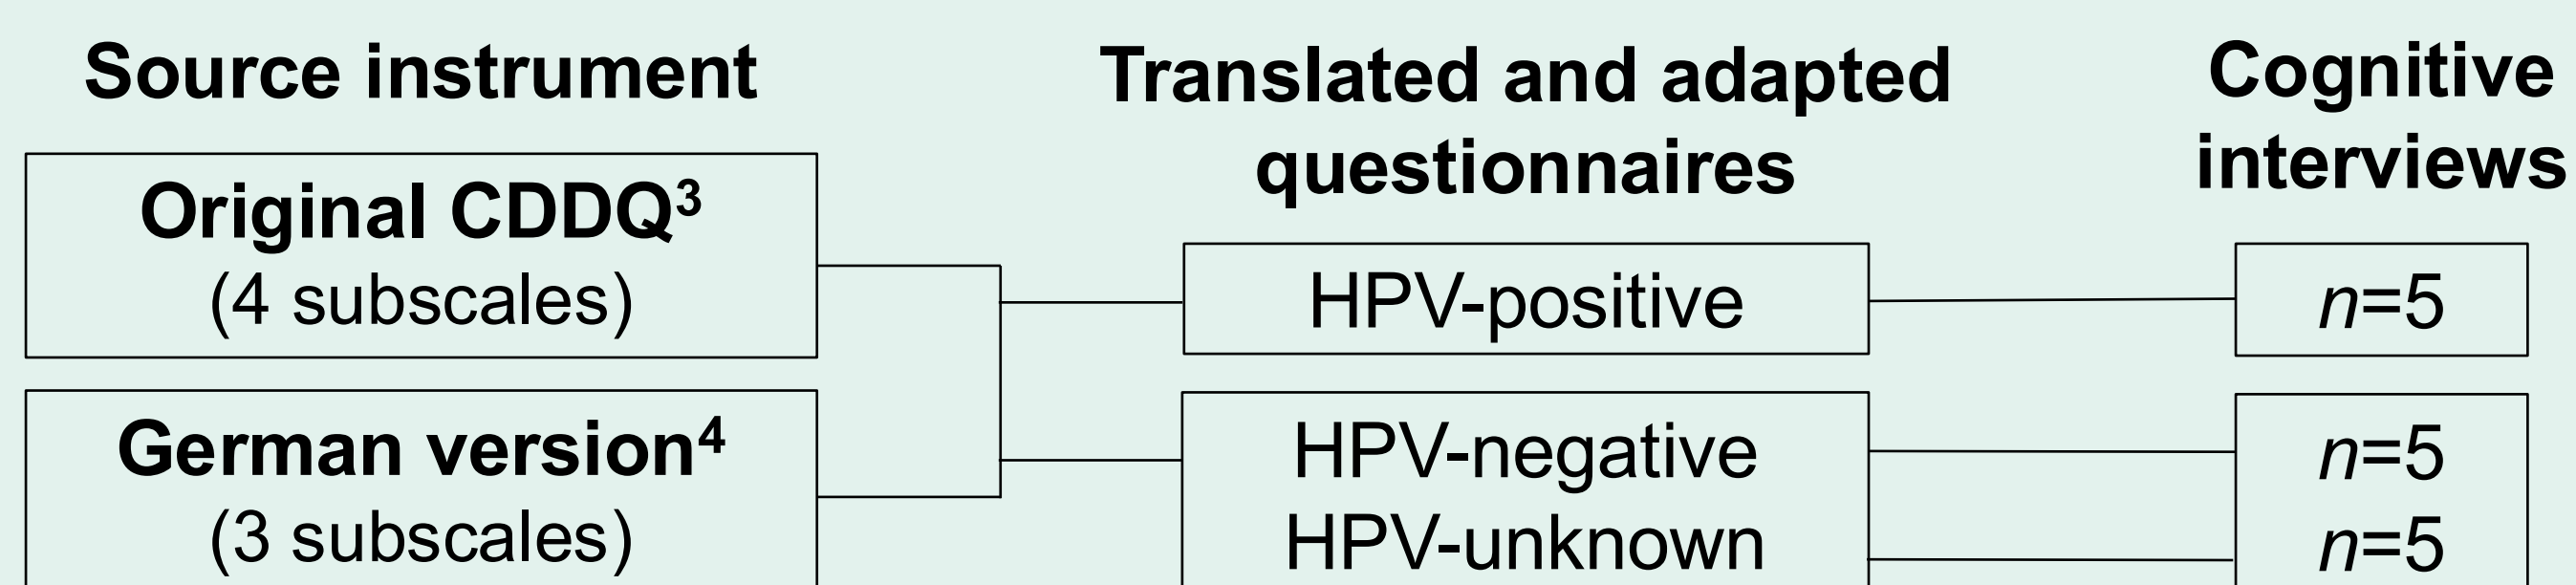 Source instrument
Original CDDQ³
(4 subscales)
German version⁴
(3 subscales)
Translated and adapted
questionnaires
HPV-positive
HPV-negative
HPV-unknown
Cognitive
interviews
n=5
n=5
n=5